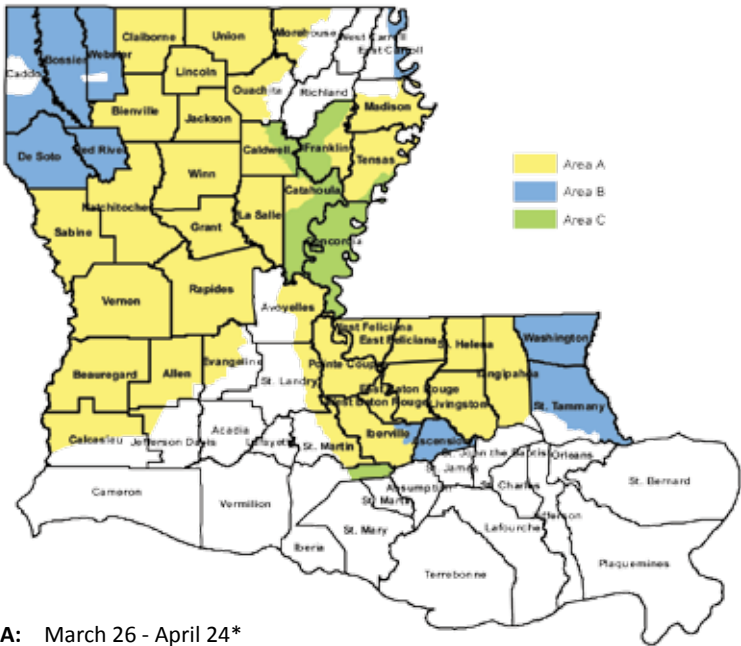 Claiborne
Union
Morehouse
West Carroll
East Carroll
Caddo
Bossier
Webster
Lincoln
Ouachita
Richland
Madison
Bienville
Jackson
De Soto
Red River
Caldwell
Franklin
Tensas
Winn
Catahoula
Natchitoches
La Salle
Sabine
Grant
Concordia
Vernon
Rapides
Avoyelles
Area A
Area B
Area C
West Feliciana
East Feliciana
St. Helena
Washington
Evangeline
Pointe Coupee
Tangipahoa
Beauregard
Allen
St. Landry
East Baton Rouge
West Baton Rouge
Livingston
St. Tammany
Calcasieu
Jefferson Davis
Acadia
Lafayette
St. Martin
Iberville
Ascension
St. John the Baptist
Orleans
St. James
Cameron
Vermilion
Assumption
St. Martin
St. Charles
St. Bernard
Jefferson
Iberia
St. Mary
Lafourche
Terrebonne
Plaquemines
A: March 26 - April 24*